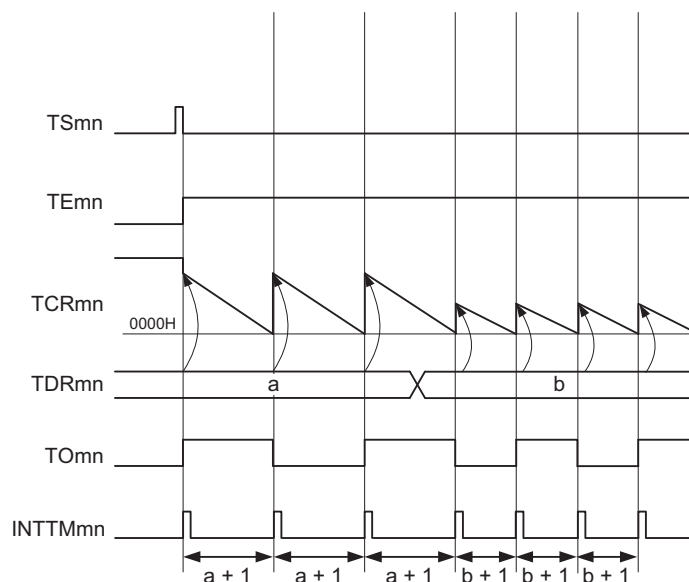 TSmn
TEmn
TCRmn
0000H
TDRmn
a
b
TOmn
INTTMmn
a + 1
a + 1
a + 1
b + 1
b + 1
b + 1